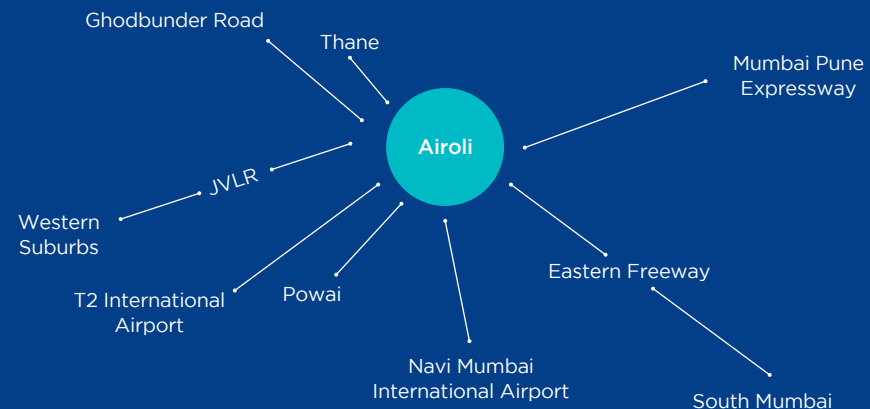 Ghodbunder Road
Thane
Mumbai Pune
Expressway
Airoli
JVLR
Western
Suburbs
Eastern Freeway
T2 International
Airport
Powai
Navi Mumbai
International Airport
South Mumbai